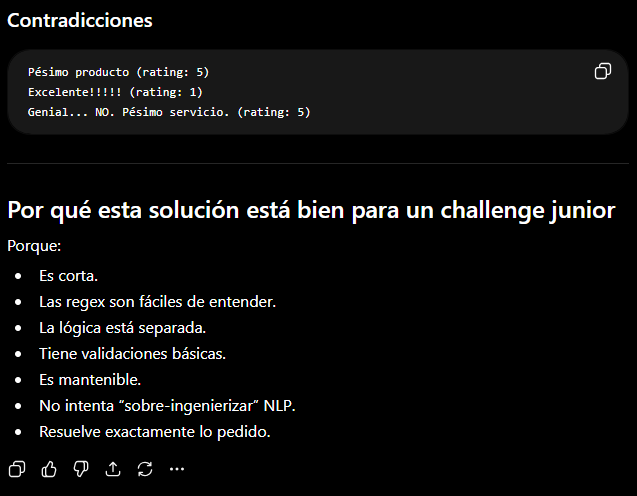 Contradicciones
Pésimo producto (rating: 5)
Excelente!!!!! (rating: 1)
Genial... NO. Pésimo servicio. (rating: 5)
Por qué esta solución está bien para un challenge junior
Porque:
• Es corta.
• Las regex son fáciles de entender.
• La lógica está separada.
• Tiene validaciones básicas.
• Es mantenible.
• No intenta “sobre-ingenierizar” NLP.
• Resuelve exactamente lo pedido.